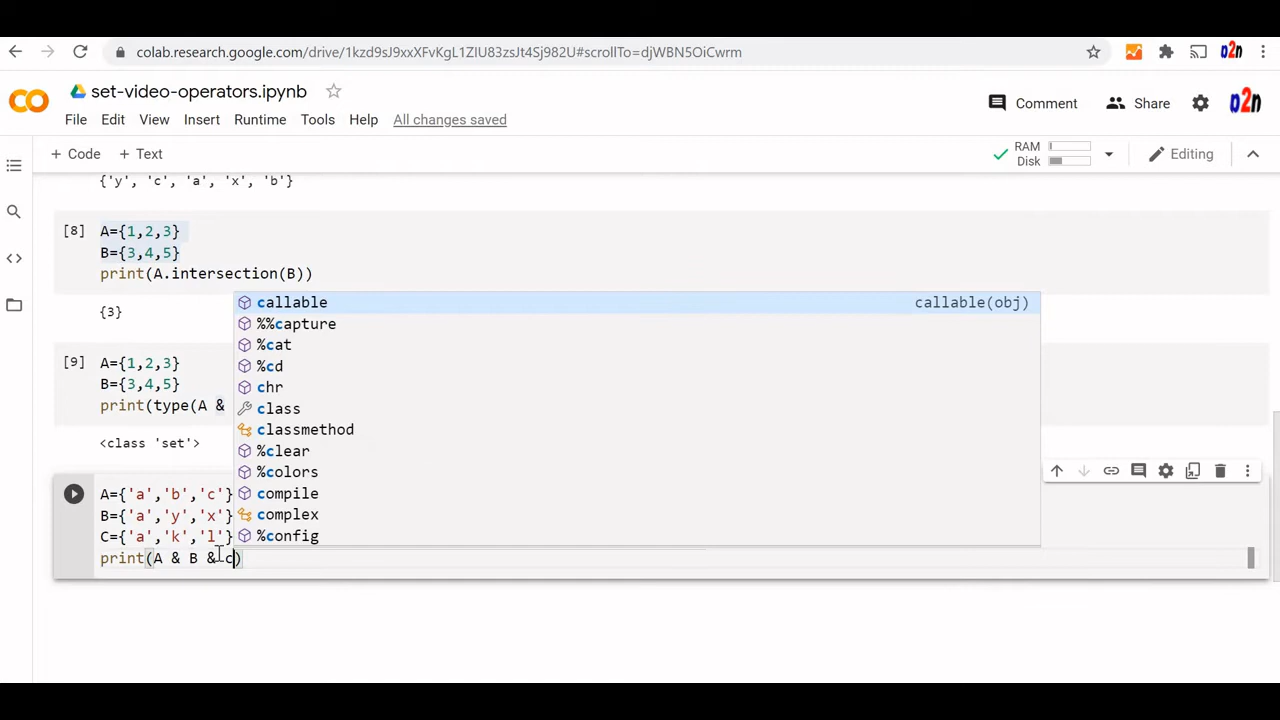 colab.research.google.com/drive/1kzd9sJ9xxXFvKgL1ZIU83zsJt4Sj982U#scrollTo=djWBN5OiCwrm
set-video-operators.ipynb
Comment Share
File Edit View Insert Runtime Tools Help All changes saved
+ Code + Text RAM Disk Editing
{'y', 'c', 'a', 'x', 'b'}
[8] A={1,2,3}
B={3,4,5}
print(A.intersection(B))
{3}
callable callable(obj)
%%capture
%cat
%cd
chr
class
classmethod
%clear
%colors
compile
complex
%config
[9] A={1,2,3}
B={3,4,5}
print(type(A &
<class 'set'>
A={'a','b','c'}
B={'a','y','x'}
C={'a','k','l'}
print(A & B & c)